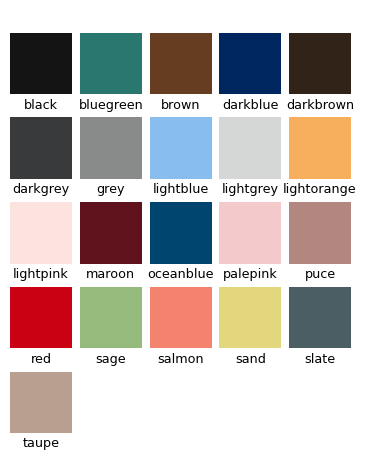 black bluegreen brown darkblue darkbrown
darkgrey grey lightblue lightgrey lightorange
lightpink maroon oceanblue palepink puce
red sage salmon sand slate
taupe